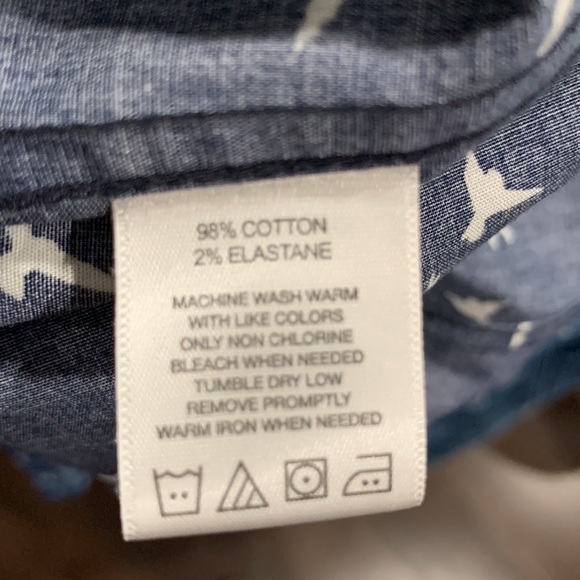 98% COTTON
2% ELASTANE
MACHINE WASH WARM
WITH LIKE COLORS
ONLY NON CHLORINE
BLEACH WHEN NEEDED
TUMBLE DRY LOW
REMOVE PROMPTLY
WARM IRON WHEN NEEDED